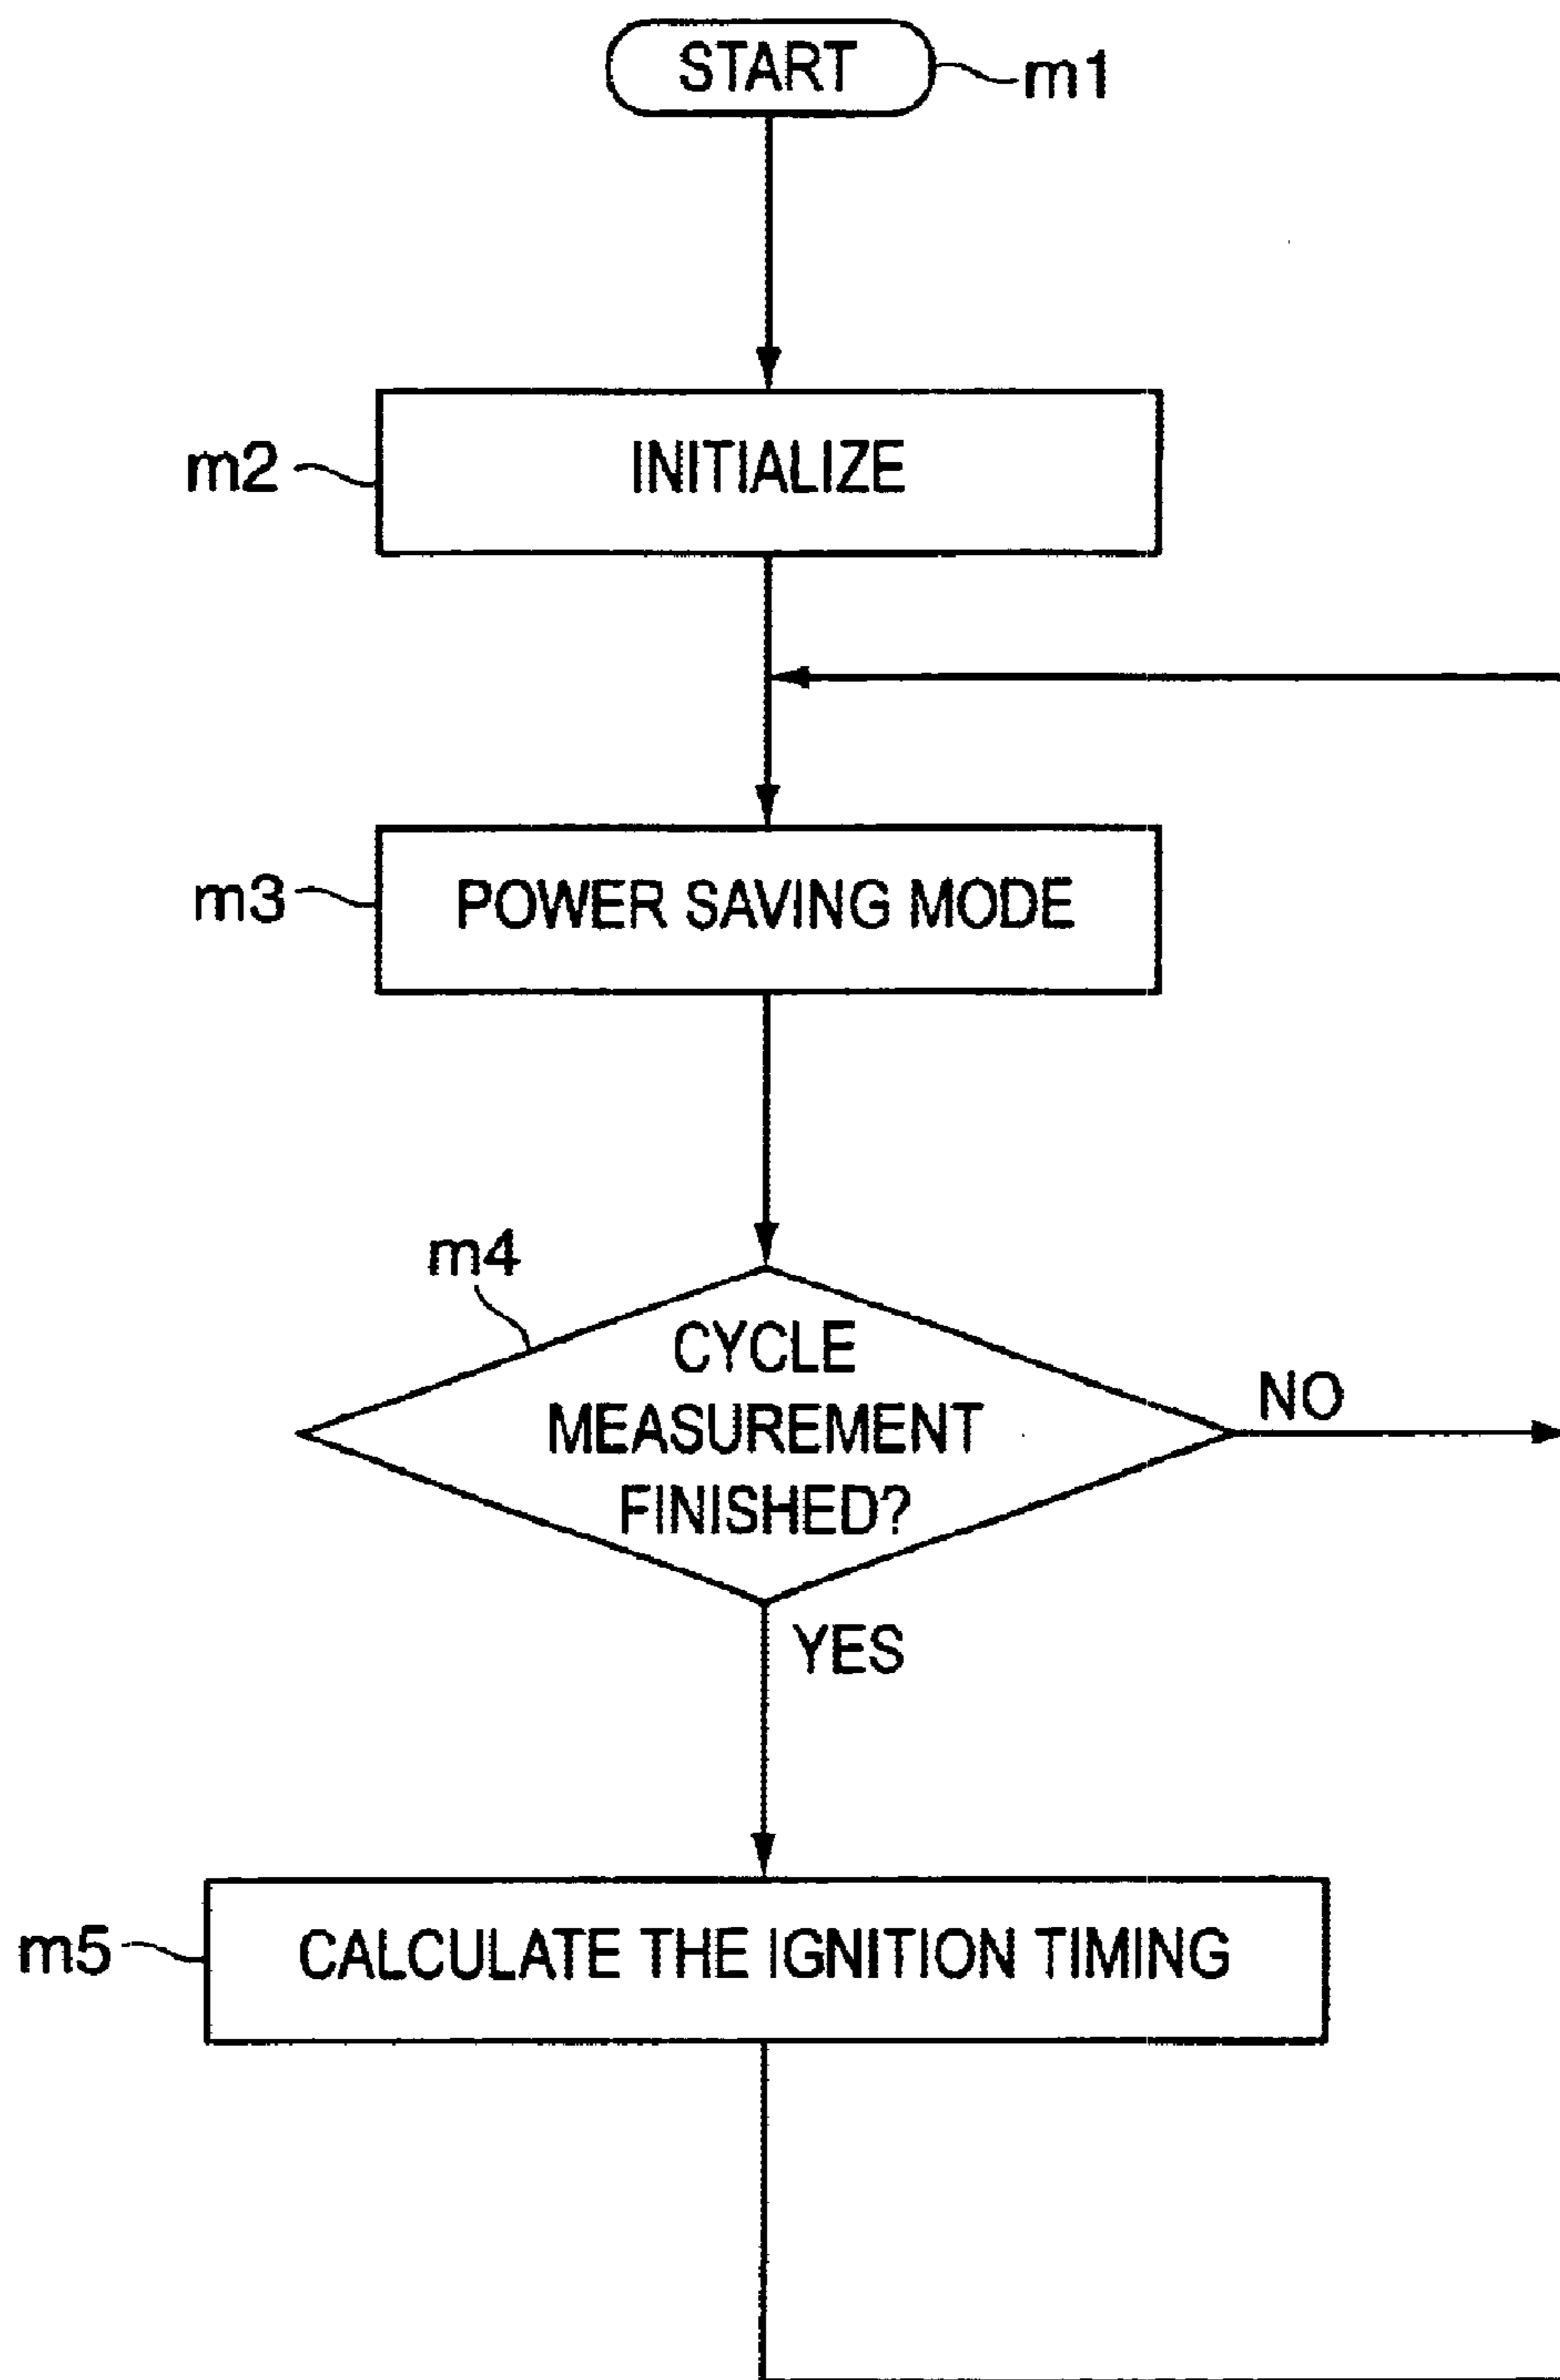 START
m1
m2
INITIALIZE
m3
POWER SAVING MODE
m4
CYCLE
MEASUREMENT
FINISHED?
NO
YES
m5
CALCULATE THE IGNITION TIMING